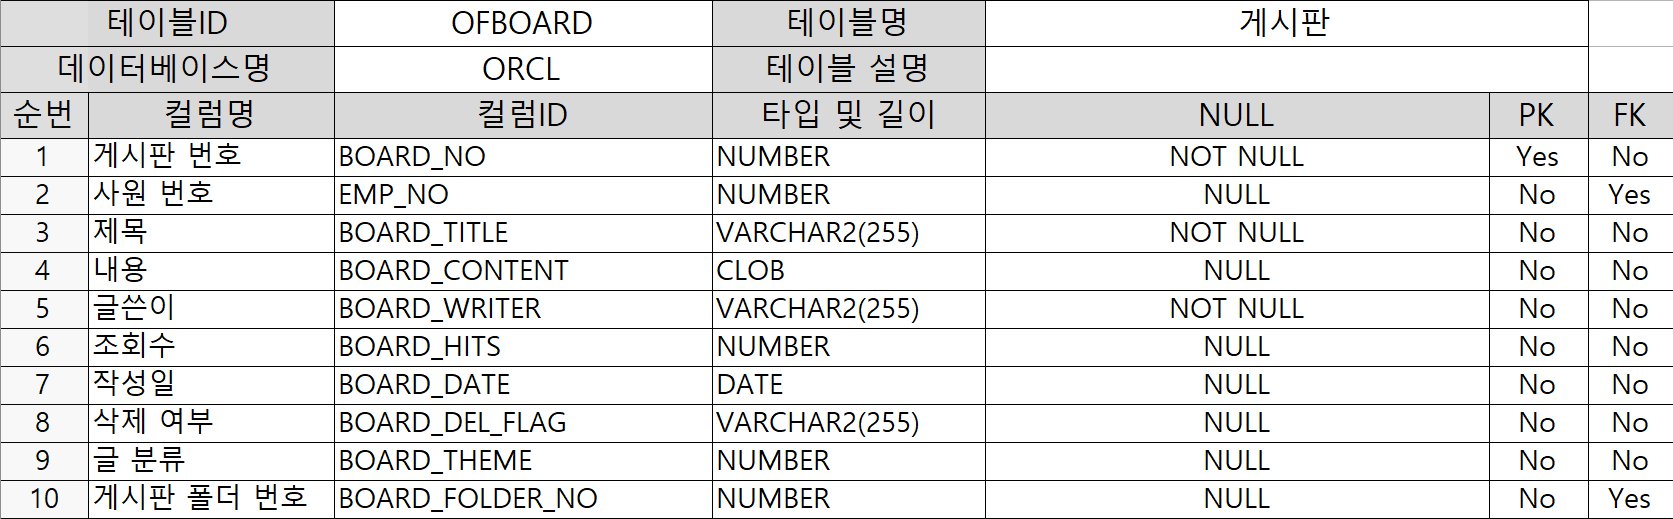 테이블ID OFBOARD 테이블명 게시판
데이터베이스명 ORCL 테이블 설명
순번 컬럼명 컬럼ID 타입 및 길이 NULL PK FK
1 게시판 번호 BOARD_NO NUMBER NOT NULL Yes No
2 사원 번호 EMP_NO NUMBER NULL No Yes
3 제목 BOARD_TITLE VARCHAR2(255) NOT NULL No No
4 내용 BOARD_CONTENT CLOB NULL No No
5 글쓴이 BOARD_WRITER VARCHAR2(255) NOT NULL No No
6 조회수 BOARD_HITS NUMBER NULL No No
7 작성일 BOARD_DATE DATE NULL No No
8 삭제 여부 BOARD_DEL_FLAG VARCHAR2(255) NULL No No
9 글 분류 BOARD_THEME NUMBER NULL No No
10 게시판 폴더 번호 BOARD_FOLDER_NO NUMBER NULL No Yes